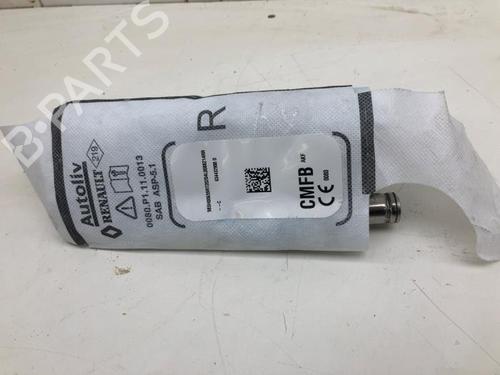 B-PARTS
Autoliv
RENAULT
219
0080.P1.11.0013
SAB ASP-5.1
R
CMFB
CE